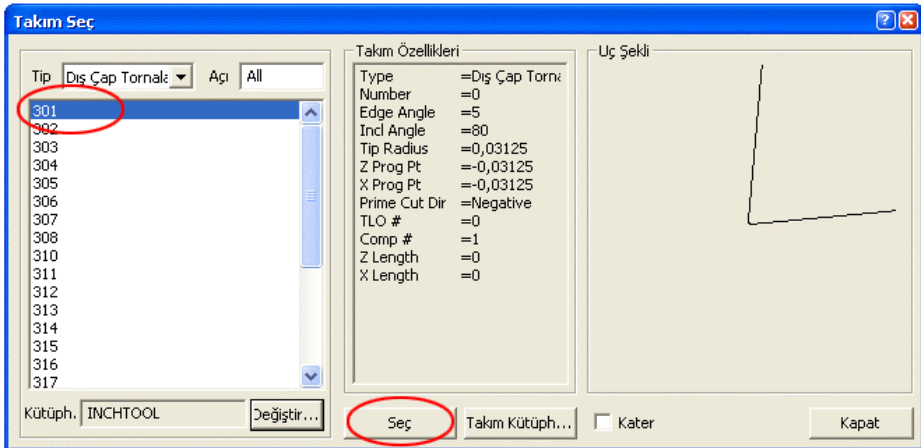 Takım Seç
Tip Dış Çap Tornala Açı All
301
302
303
304
305
306
307
308
310
311
312
313
314
315
316
317
Kütüph. INCHTOOL Değiştir...
Takım Özellikleri
Type =Dış Çap Torna
Number =0
Edge Angle =5
Incl Angle =80
Tip Radius =0,03125
Z Prog Pt =-0,03125
X Prog Pt =-0,03125
Prime Cut Dir =Negative
TLO # =0
Comp # =1
Z Length =0
X Length =0
Uç Şekli
Seç Takım Kütüph... Kater Kapat